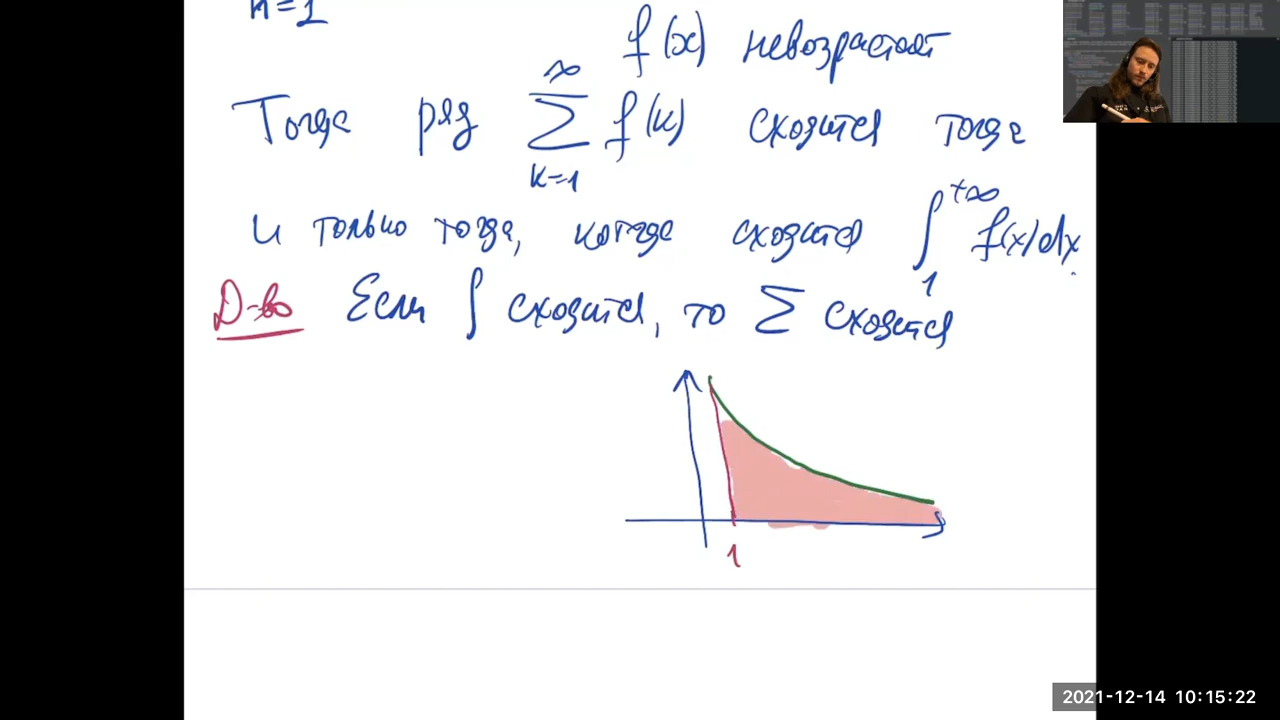 n=1
f(x) невозрастает
Тогда ряд ∞ ∑ k=1 f(k) сходится тогда
и только тогда, когда сходится ∫ +∞ 1 f(x)dx.
Д-во Если ∫ сходится, то ∑ сходится
1
2021-12-14 10:15:22